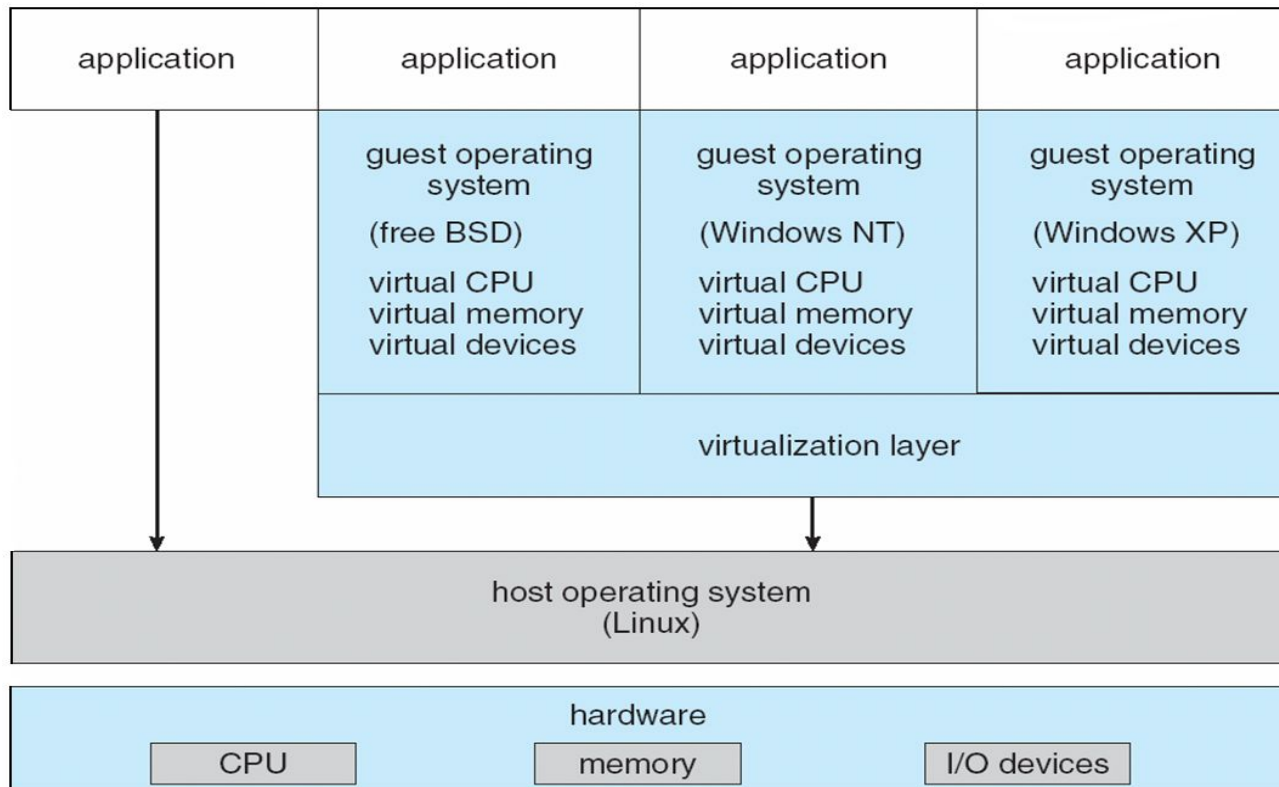 application
application
application
application
guest operating
system
(free BSD)
virtual CPU
virtual memory
virtual devices
guest operating
system
(Windows NT)
virtual CPU
virtual memory
virtual devices
guest operating
system
(Windows XP)
virtual CPU
virtual memory
virtual devices
virtualization layer
host operating system
(Linux)
hardware
CPU
memory
I/O devices